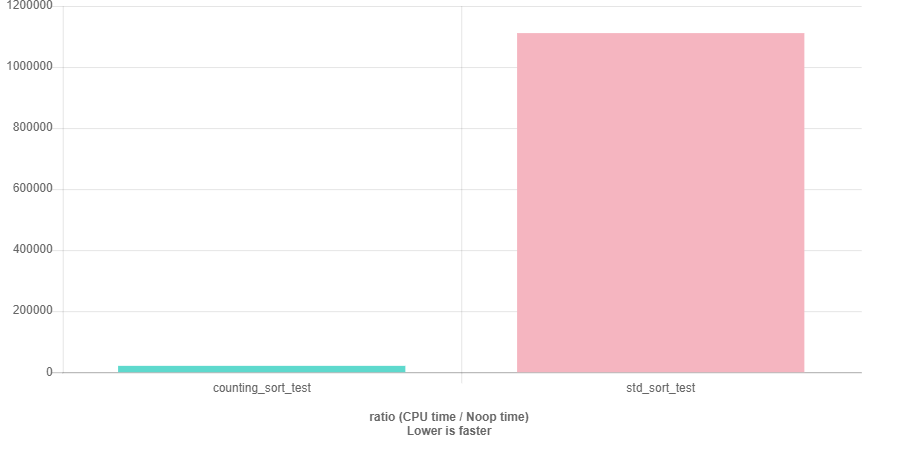 1200000
1000000
800000
600000
400000
200000
0
counting_sort_test std_sort_test
ratio (CPU time / Noop time)
Lower is faster